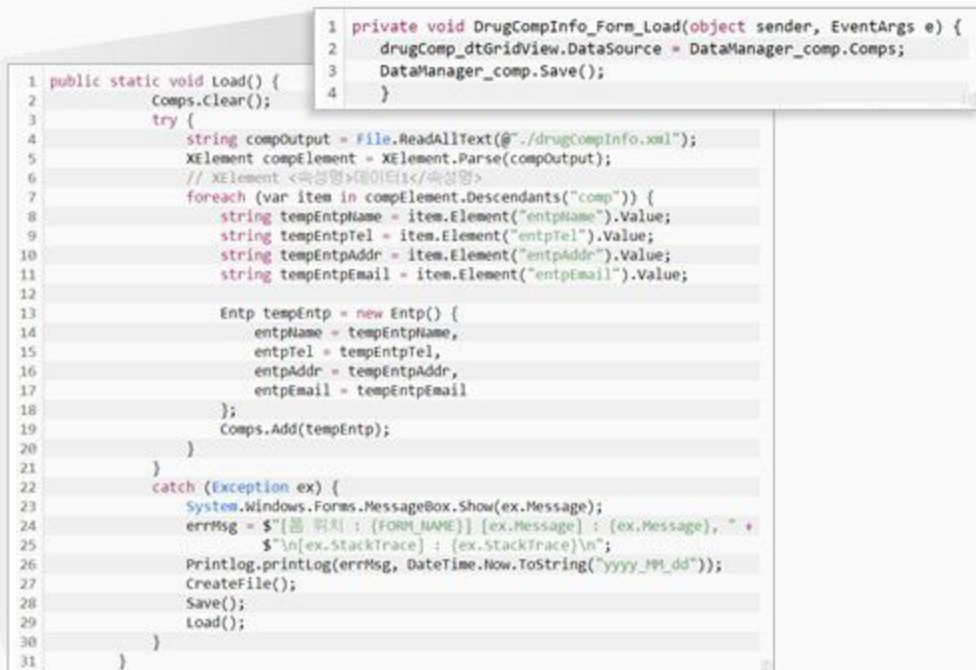 1 private void DrugCompInfo_Form_Load(object sender, EventArgs e) {
2 drugComp_dtGridView.DataSource = DataManager_comp.Comps;
3 DataManager_comp.Save();
4 }
1 public static void Load() {
2 Comps.Clear();
3 try {
4 string compOutput = File.ReadAllText(@"./drugCompInfo.xml");
5 XElement compElement = XElement.Parse(compOutput);
6 // XElement <속성명>데이터1</속성명>
7 foreach (var item in compElement.Descendants("comp")) {
8 string tempEntpName = item.Element("entpName").Value;
9 string tempEntpTel = item.Element("entpTel").Value;
10 string tempEntpAddr = item.Element("entpAddr").Value;
11 string tempEntpEmail = item.Element("entpEmail").Value;
12
13 Entp tempEntp = new Entp() {
14 entpName = tempEntpName,
15 entpTel = tempEntpTel,
16 entpAddr = tempEntpAddr,
17 entpEmail = tempEntpEmail
18 };
19 Comps.Add(tempEntp);
20 }
21 }
22 catch (Exception ex) {
23 System.Windows.Forms.MessageBox.Show(ex.Message);
24 errMsg = $"[폼 위치 : {FORM_NAME}] [ex.Message] : {ex.Message}, " +
25 $"\n[ex.StackTrace] : {ex.StackTrace}\n";
26 Printlog.printLog(errMsg, DateTime.Now.ToString("yyyy_MM_dd"));
27 CreateFile();
28 Save();
29 Load();
30 }
31 }